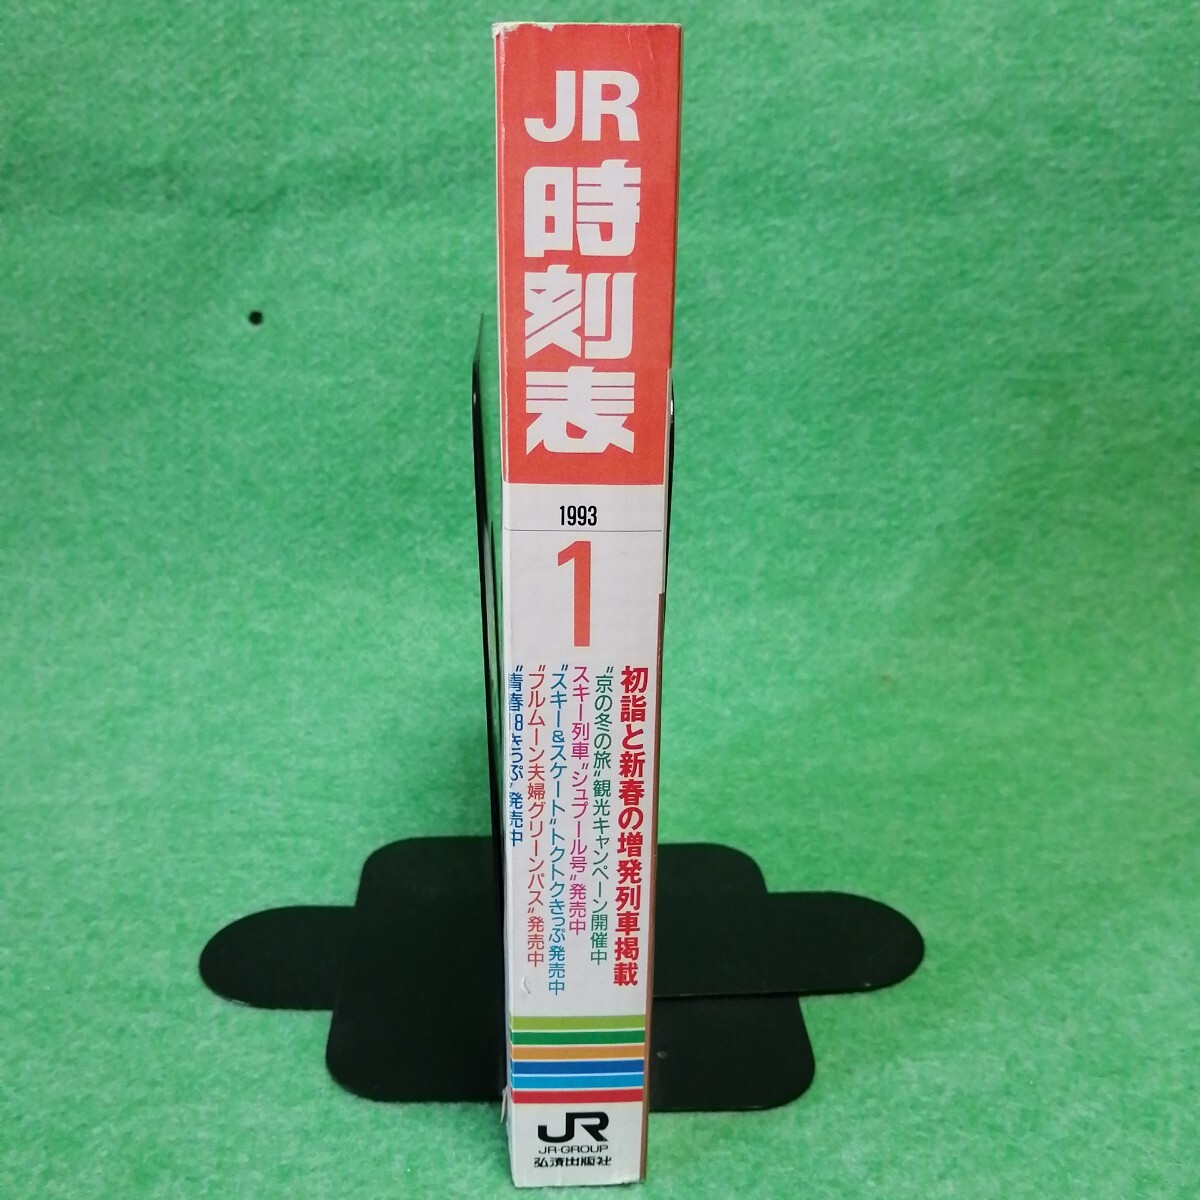 JR
時刻表
1993
1
初詣と新春の増発列車掲載
"京の冬の旅"観光キャンペーン開催中
スキー列車"シュプール号"発売中
"スキー&スケート"トクトクきっぷ発売中
"フルムーン夫婦グリーンパス"発売中
"青春18きっぷ"発売中
JR
JR-GROUP
弘済出版社